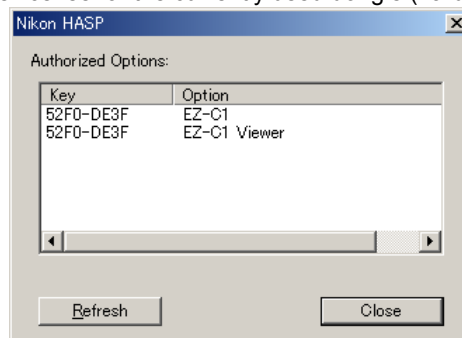 Nikon HASP
Authorized Options:
Key Option
52F0-DE3F EZ-C1
52F0-DE3F EZ-C1 Viewer
Refresh Close